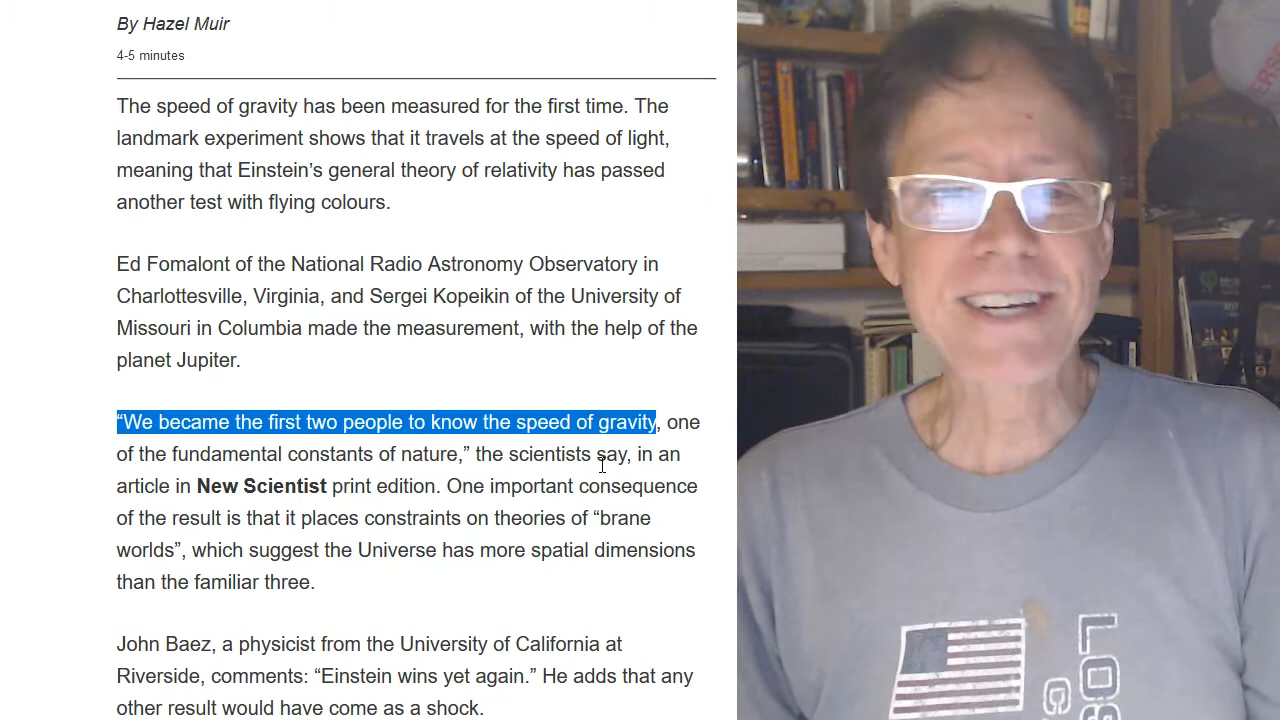 By Hazel Muir
4-5 minutes
The speed of gravity has been measured for the first time. The
landmark experiment shows that it travels at the speed of light,
meaning that Einstein’s general theory of relativity has passed
another test with flying colours.
Ed Fomalont of the National Radio Astronomy Observatory in
Charlottesville, Virginia, and Sergei Kopeikin of the University of
Missouri in Columbia made the measurement, with the help of the
planet Jupiter.
“We became the first two people to know the speed of gravity, one
of the fundamental constants of nature,” the scientists say, in an
article in New Scientist print edition. One important consequence
of the result is that it places constraints on theories of “brane
worlds”, which suggest the Universe has more spatial dimensions
than the familiar three.
John Baez, a physicist from the University of California at
Riverside, comments: “Einstein wins yet again.” He adds that any
other result would have come as a shock.